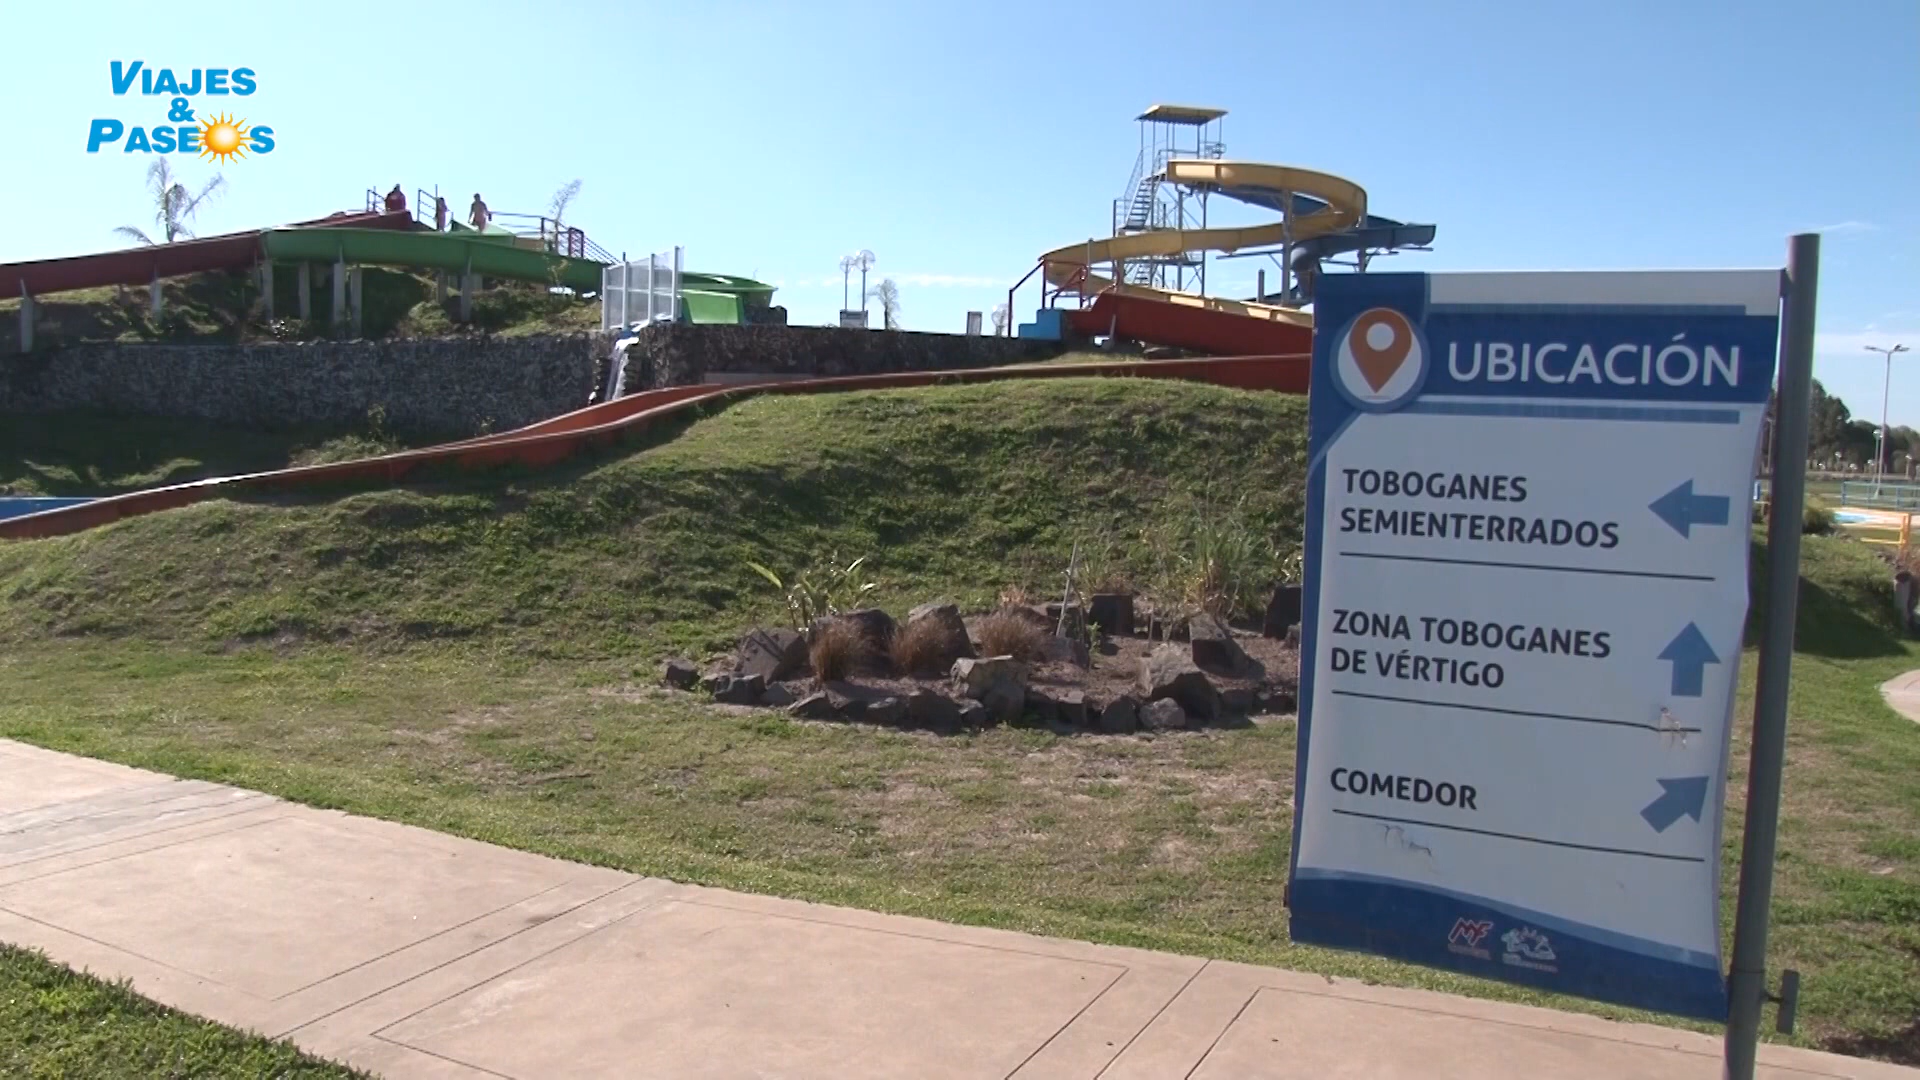 VIAJES
&
PASEOS
UBICACIÓN
TOBOGANES
SEMIENTERRADOS
ZONA TOBOGANES
DE VÉRTIGO
COMEDOR